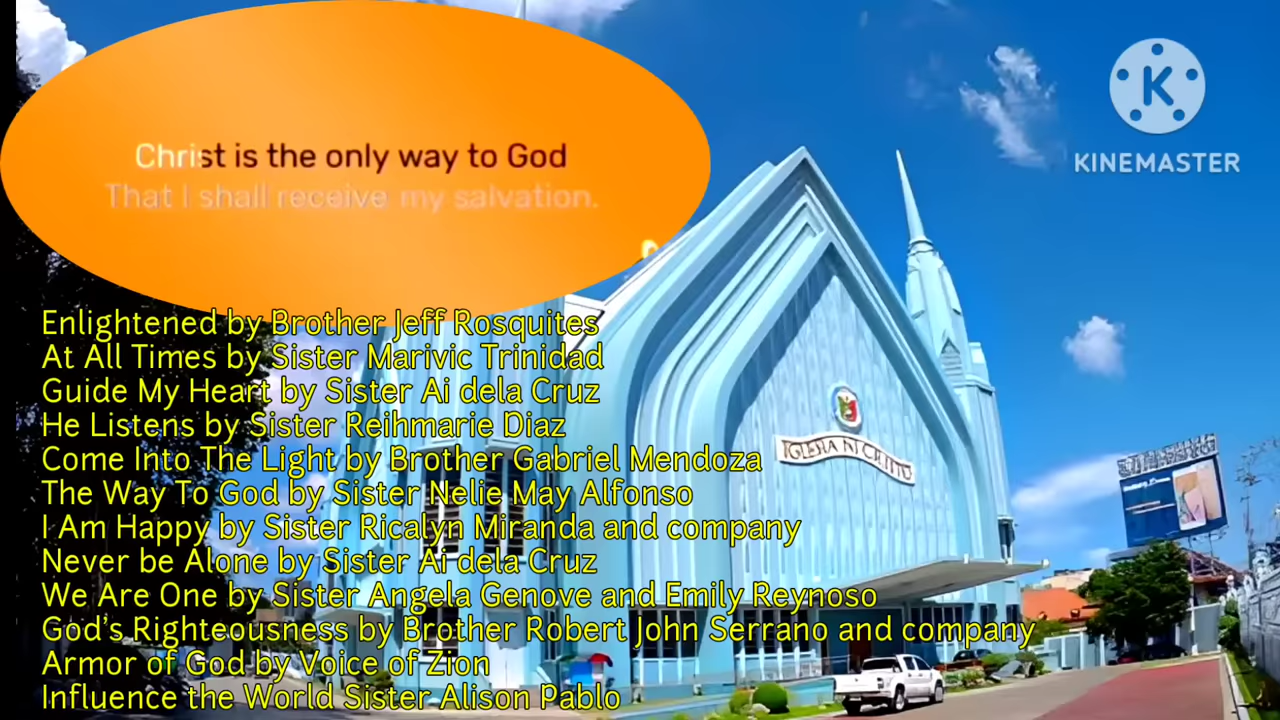 Christ is the only way to God
That I shall receive my salvation.
KINEMASTER
Enlightened by Brother Jeff Rosquites
At All Times by Sister Marivic Trinidad
Guide My Heart by Sister Ai dela Cruz
He Listens by Sister Reihmarie Diaz
Come Into The Light by Brother Gabriel Mendoza
The Way To God by Sister Nelie May Alfonso
I Am Happy by Sister Ricalyn Miranda and company
Never be Alone by Sister Ai dela Cruz
We Are One by Sister Angela Genove and Emily Reynoso
God's Righteousness by Brother Robert John Serrano and company
Armor of God by Voice of Zion
Influence the World Sister Alison Pablo
IGLESIA NI CRISTO